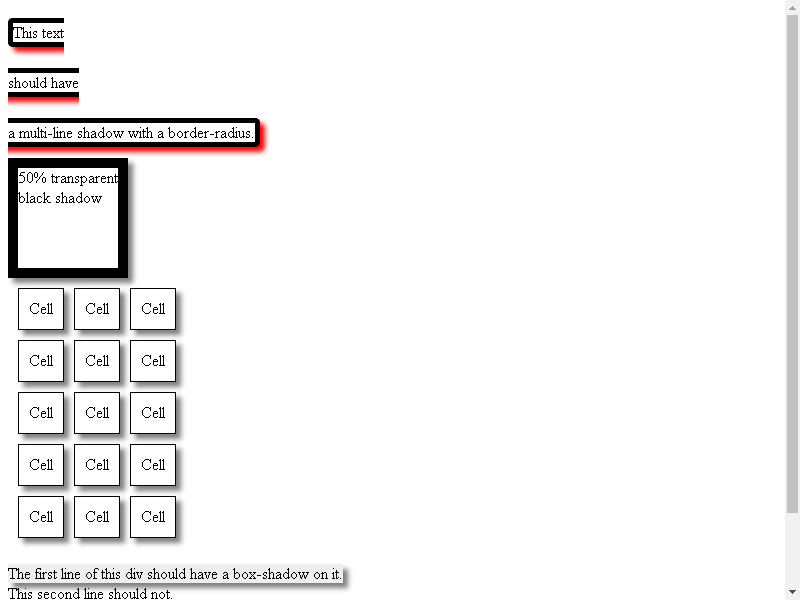 This text
should have
a multi-line shadow with a border-radius.
50% transparent
black shadow
Cell Cell Cell
Cell Cell Cell
Cell Cell Cell
Cell Cell Cell
Cell Cell Cell
The first line of this div should have a box-shadow on it.
This second line should not.